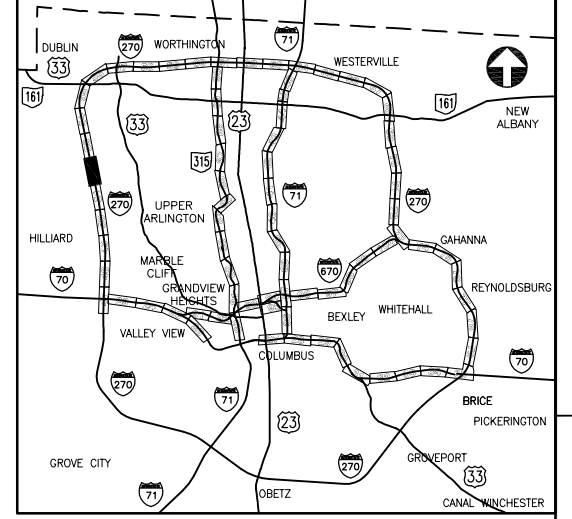 DUBLIN
33
270
WORTHINGTON
71
WESTERVILLE
161
161
NEW
ALBANY
33
23
315
270
UPPER
ARLINGTON
71
270
HILLIARD
MARBLE
CLIFF
GRANDVIEW
HEIGHTS
70
670
GAHANNA
REYNOLDSBURG
VALLEY VIEW
BEXLEY
WHITEHALL
COLUMBUS
70
270
71
BRICE
PICKERINGTON
23
GROVE CITY
270
GROVEPORT
33
71
OBETZ
CANAL WINCHESTER